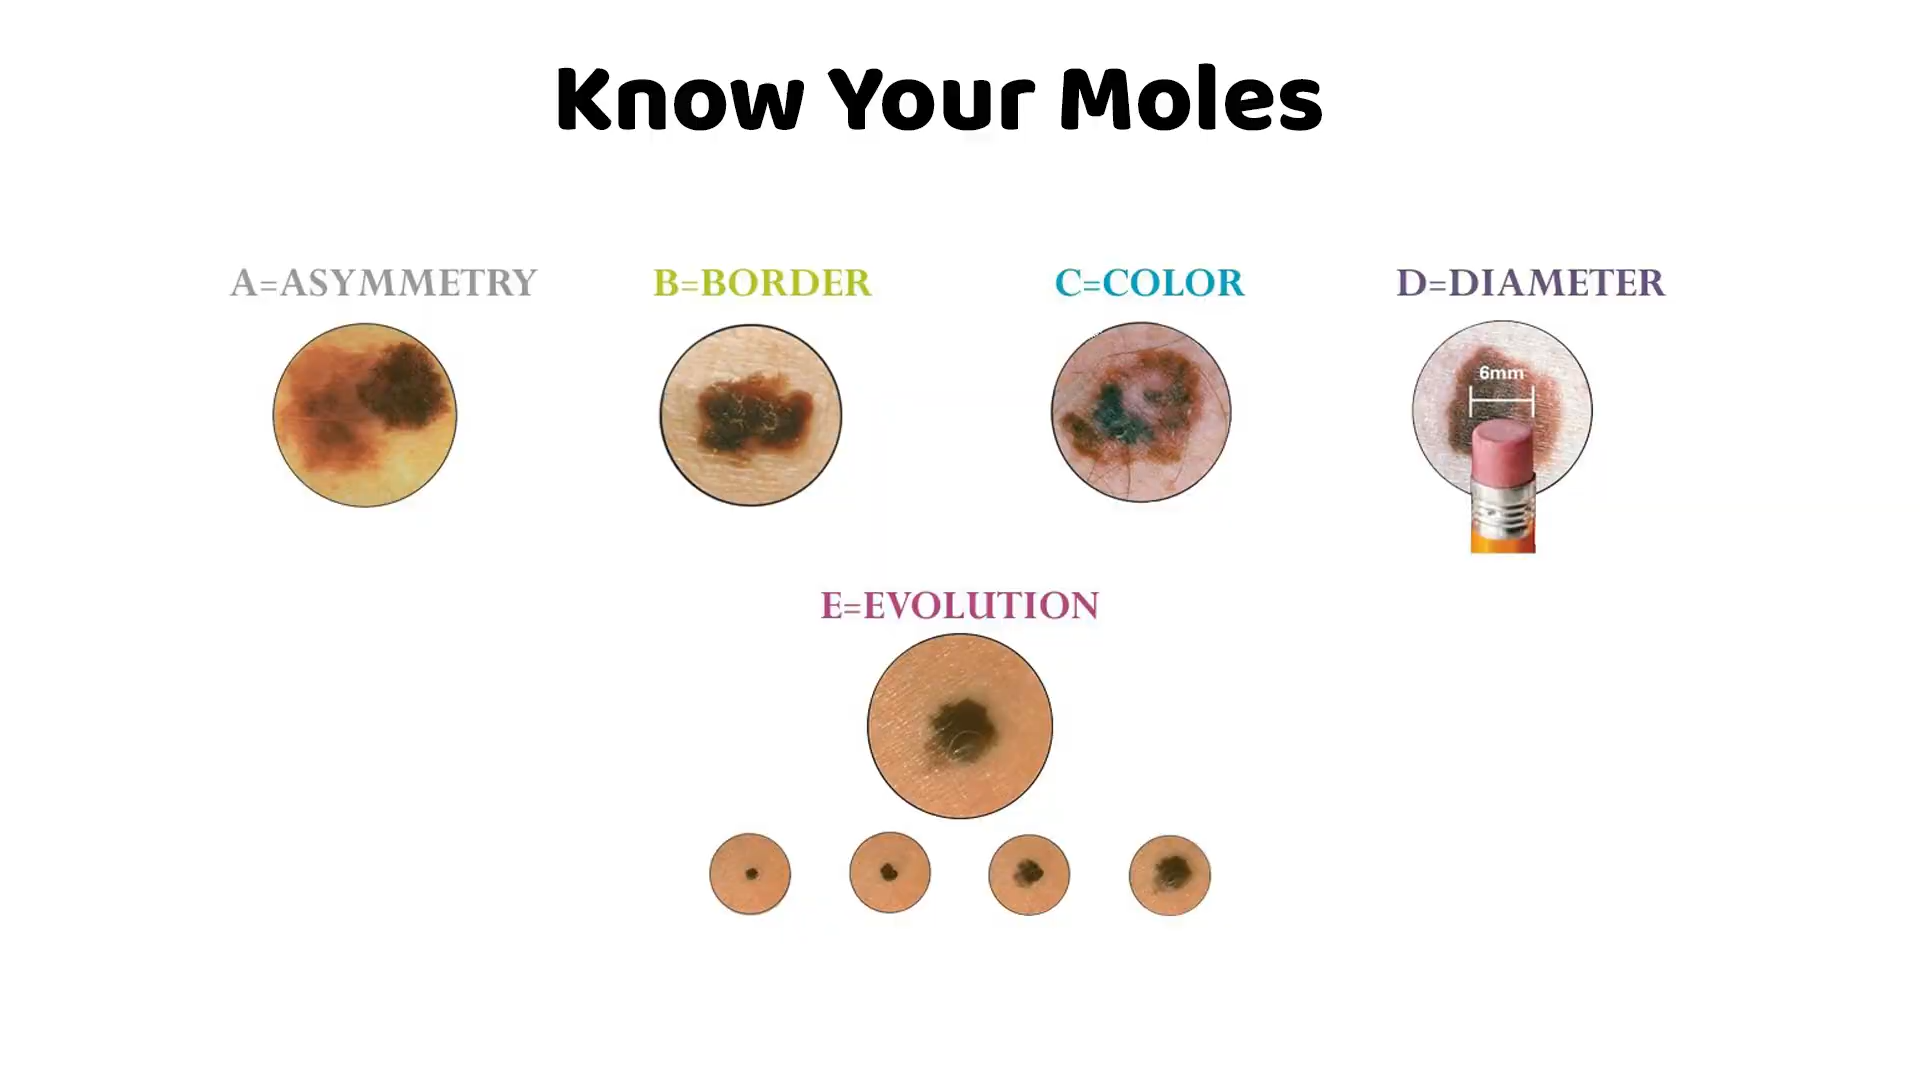 Know Your Moles
A=ASYMMETRY
B=BORDER
C=COLOR
D=DIAMETER
6mm
E=EVOLUTION